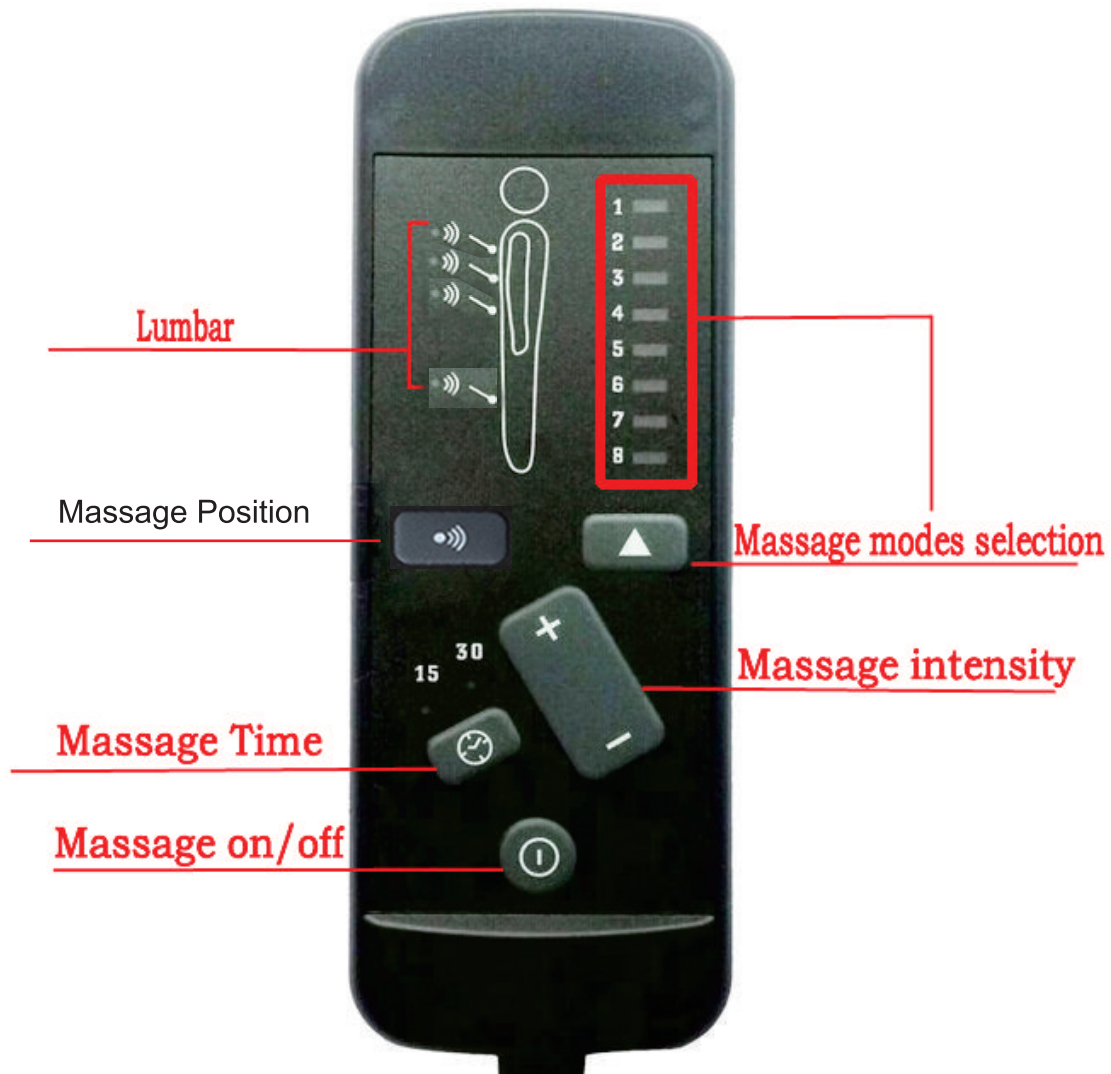 1
2
3
4
5
6
7
8
Lumbar
Massage Position
Massage modes selection
30
15
Massage intensity
Massage Time
Massage on/off